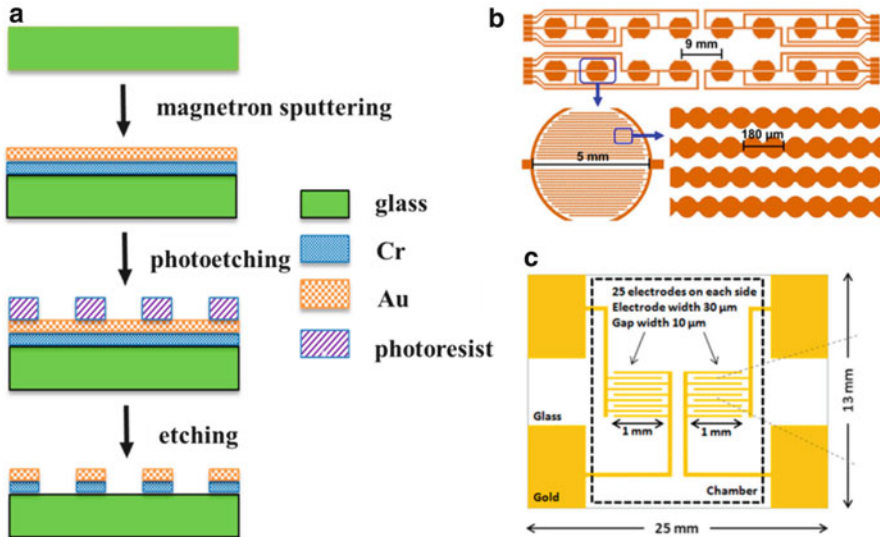 a
magnetron sputtering
photoetching
etching
glass
Cr
Au
photoresist
b
9 mm
5 mm
180 µm
c
25 electrodes on each side
Electrode width 30 µm
Gap width 10 µm
Glass
1 mm
1 mm
Gold
Chamber
13 mm
25 mm